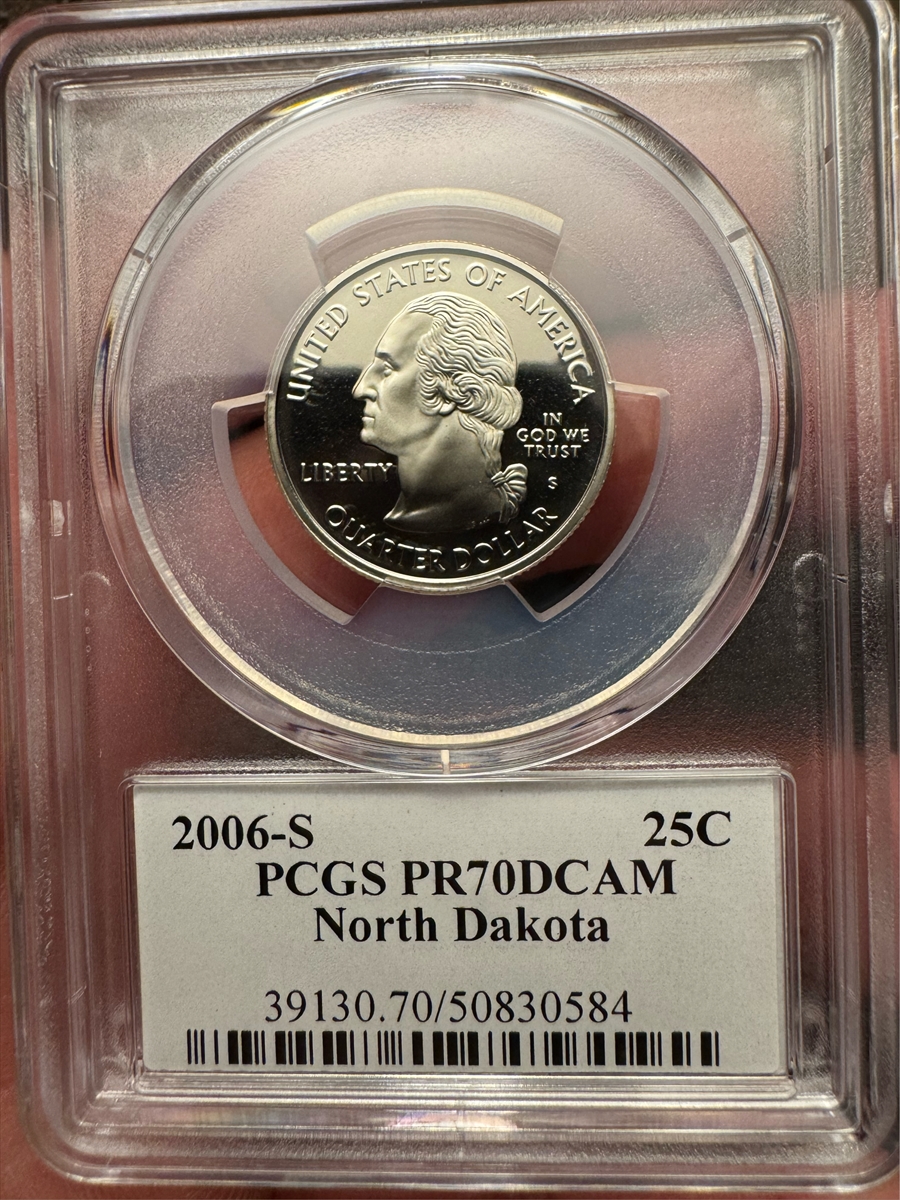 UNITED STATES OF AMERICA
IN
GOD WE
TRUST
LIBERTY
S
QUARTER DOLLAR
2006-S 25C
PCGS PR70DCAM
North Dakota
39130.70/50830584